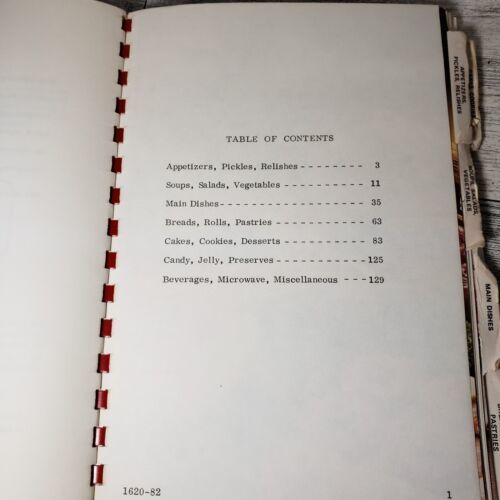 TABLE OF CONTENTS
Appetizers, Pickles, Relishes - - - - - - - - - 3
Soups, Salads, Vegetables - - - - - - - - - - - 11
Main Dishes- - - - - - - - - - - - - - - - - - - - 35
Breads, Rolls, Pastries - - - - - - - - - - - - 63
Cakes, Cookies, Desserts - - - - - - - - - - - 83
Candy, Jelly, Preserves - - - - - - - - - - - -125
Beverages, Microwave, Miscellaneous - - -129
1620-82
1
APPETIZERS,
PICKLES, RELISHES
SOUPS, SALADS,
VEGETABLES
MAIN DISHES
PASTRIES